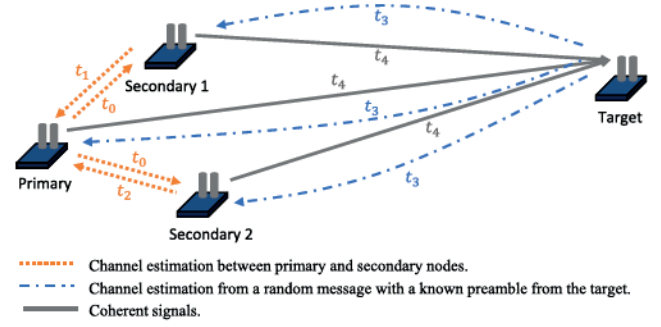 t3
t4
t1
t0
Secondary 1
t4
Target
t3
t4
t0
t2
t3
Primary
Secondary 2
Channel estimation between primary and secondary nodes.
Channel estimation from a random message with a known preamble from the target.
Coherent signals.